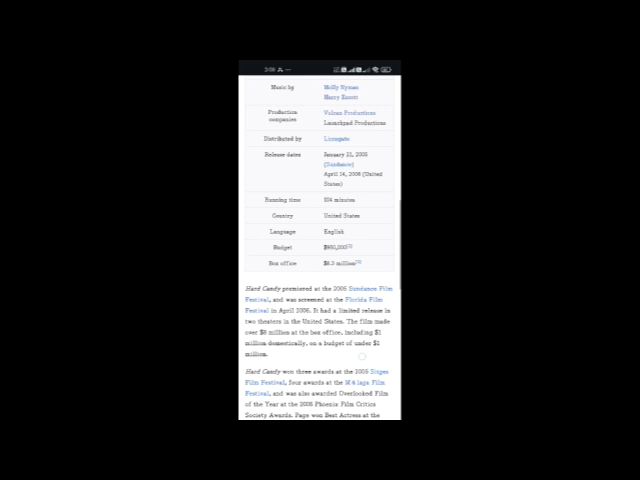 Music by Molly Nyman
Harry Escott
Production companies Vulcan Productions
Launchpad Productions
Distributed by Lionsgate
Release dates January 21, 2005
(Sundance)
April 14, 2006 (United
States)
Running time 104 minutes
Country United States
Language English
Budget $950,000
Box office $8.3 million
Hard Candy premiered at the 2005 Sundance Film
Festival, and was screened at the Florida Film
Festival in April 2006. It had a limited release in
two theaters in the United States. The film made
over $8 million at the box office, including $1
million domestically, on a budget of under $1
million.
Hard Candy won three awards at the 2005 Sitges
Film Festival, four awards at the Málaga Film
Festival, and was also awarded Overlooked Film
of the Year at the 2006 Phoenix Film Critics
Society Awards. Page won Best Actress at the